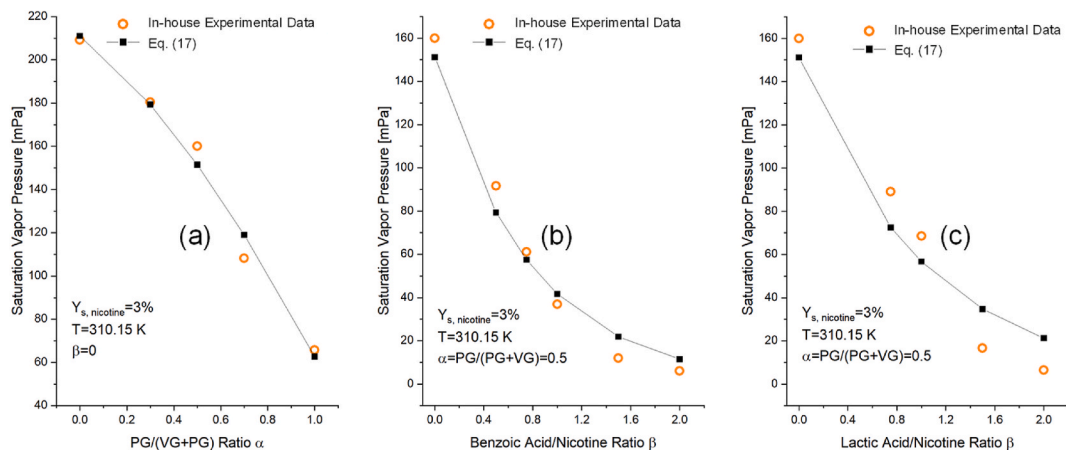 220
200
180
160
140
120
100
80
60
40
Saturation Vapor Pressure [mPa]
In-house Experimental Data
Eq. (17)
(a)
Y_s, nicotine=3%
T=310.15 K
β=0
0.0 0.2 0.4 0.6 0.8 1.0
PG/(VG+PG) Ratio α
160
140
120
100
80
60
40
20
0
Saturation Vapor Pressure [mPa]
In-house Experimental Data
Eq. (17)
(b)
Y_s, nicotine=3%
T=310.15 K
α=PG/(PG+VG)=0.5
0.0 0.4 0.8 1.2 1.6 2.0
Benzoic Acid/Nicotine Ratio β
160
140
120
100
80
60
40
20
0
Saturation Vapor Pressure [mPa]
In-house Experimental Data
Eq. (17)
(c)
Y_s, nicotine=3%
T=310.15 K
α=PG/(PG+VG)=0.5
0.0 0.4 0.8 1.2 1.6 2.0
Lactic Acid/Nicotine Ratio β